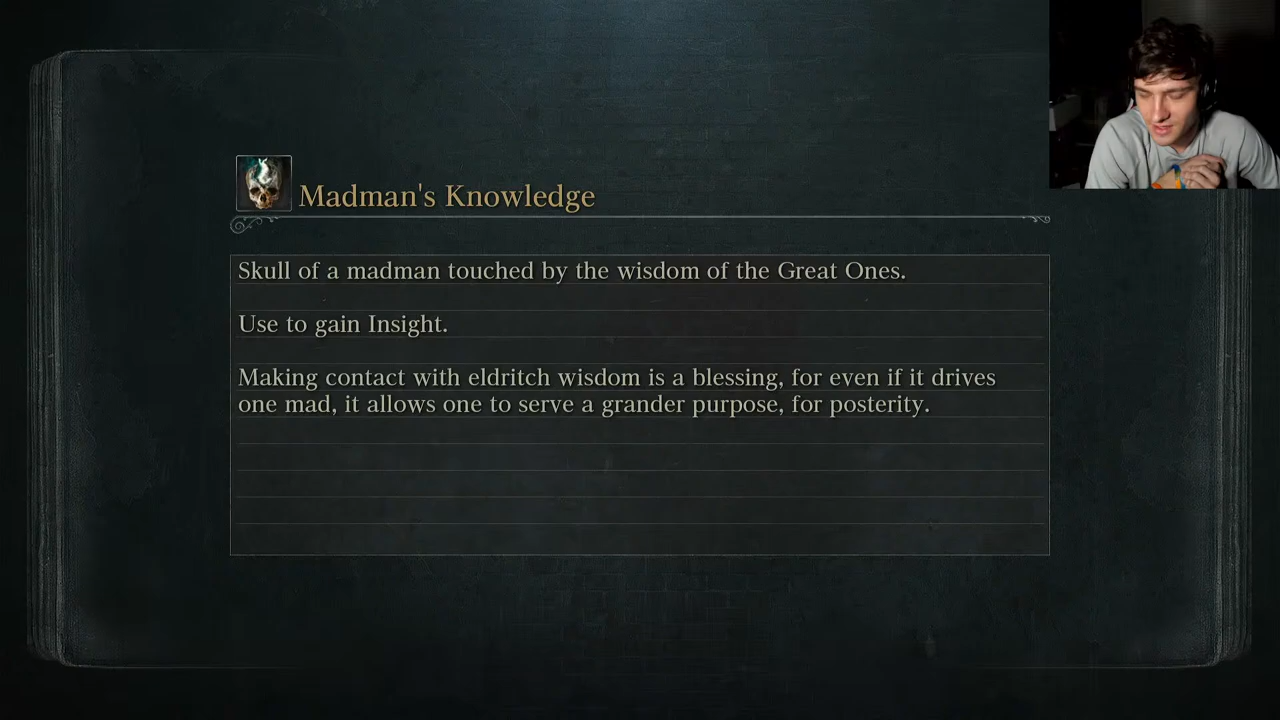 Madman's Knowledge
Skull of a madman touched by the wisdom of the Great Ones.
Use to gain Insight.
Making contact with eldritch wisdom is a blessing, for even if it drives
one mad, it allows one to serve a grander purpose, for posterity.